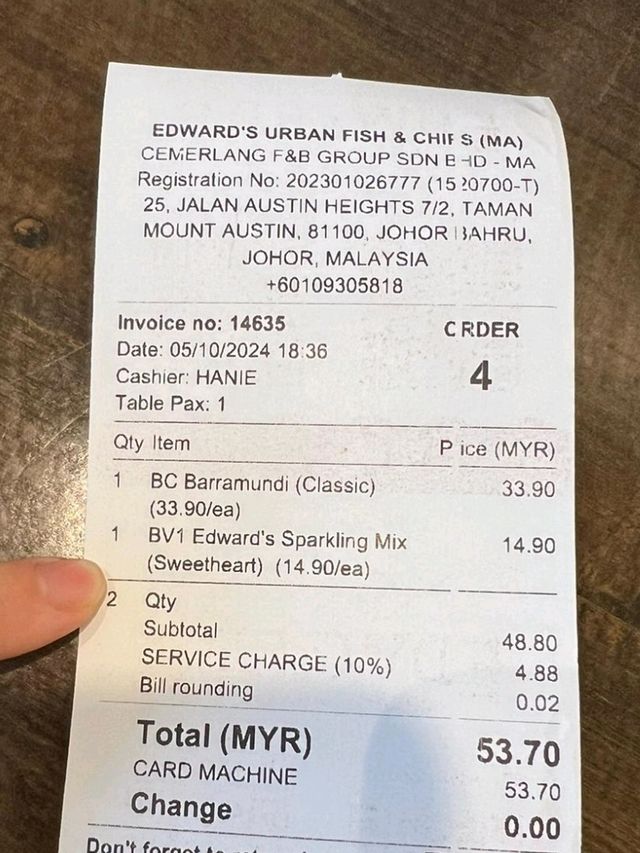 EDWARD'S URBAN FISH & CHIPS (MA)
CEMERLANG F&B GROUP SDN BHD - MA
Registration No: 202301026777 (1520700-T)
25, JALAN AUSTIN HEIGHTS 7/2, TAMAN
MOUNT AUSTIN, 81100, JOHOR BAHRU,
JOHOR, MALAYSIA
+60109305818
Invoice no: 14635
ORDER
Date: 05/10/2024 18:36
4
Cashier: HANIE
Table Pax: 1
Qty Item Price (MYR)
1 BC Barramundi (Classic) 33.90
(33.90/ea)
1 BV1 Edward's Sparkling Mix 14.90
(Sweetheart) (14.90/ea)
2 Qty
Subtotal 48.80
SERVICE CHARGE (10%) 4.88
Bill rounding 0.02
Total (MYR) 53.70
CARD MACHINE 53.70
Change 0.00
Don't forget to